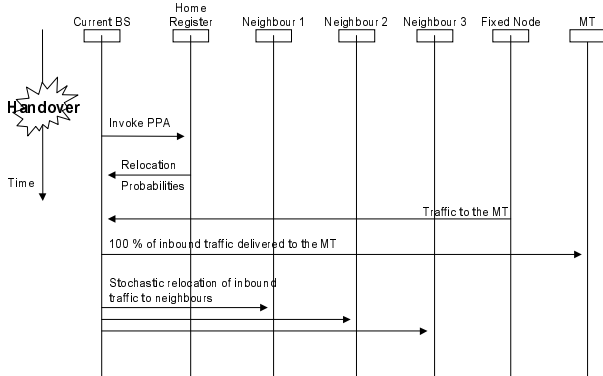 Current BS
Home
Register
Neighbour 1
Neighbour 2
Neighbour 3
Fixed Node
MT
Handover
Invoke PPA
Relocation
Probabilities
Time
Traffic to the MT
100 % of inbound traffic delivered to the MT
Stochastic relocation of inbound
traffic to neighbours